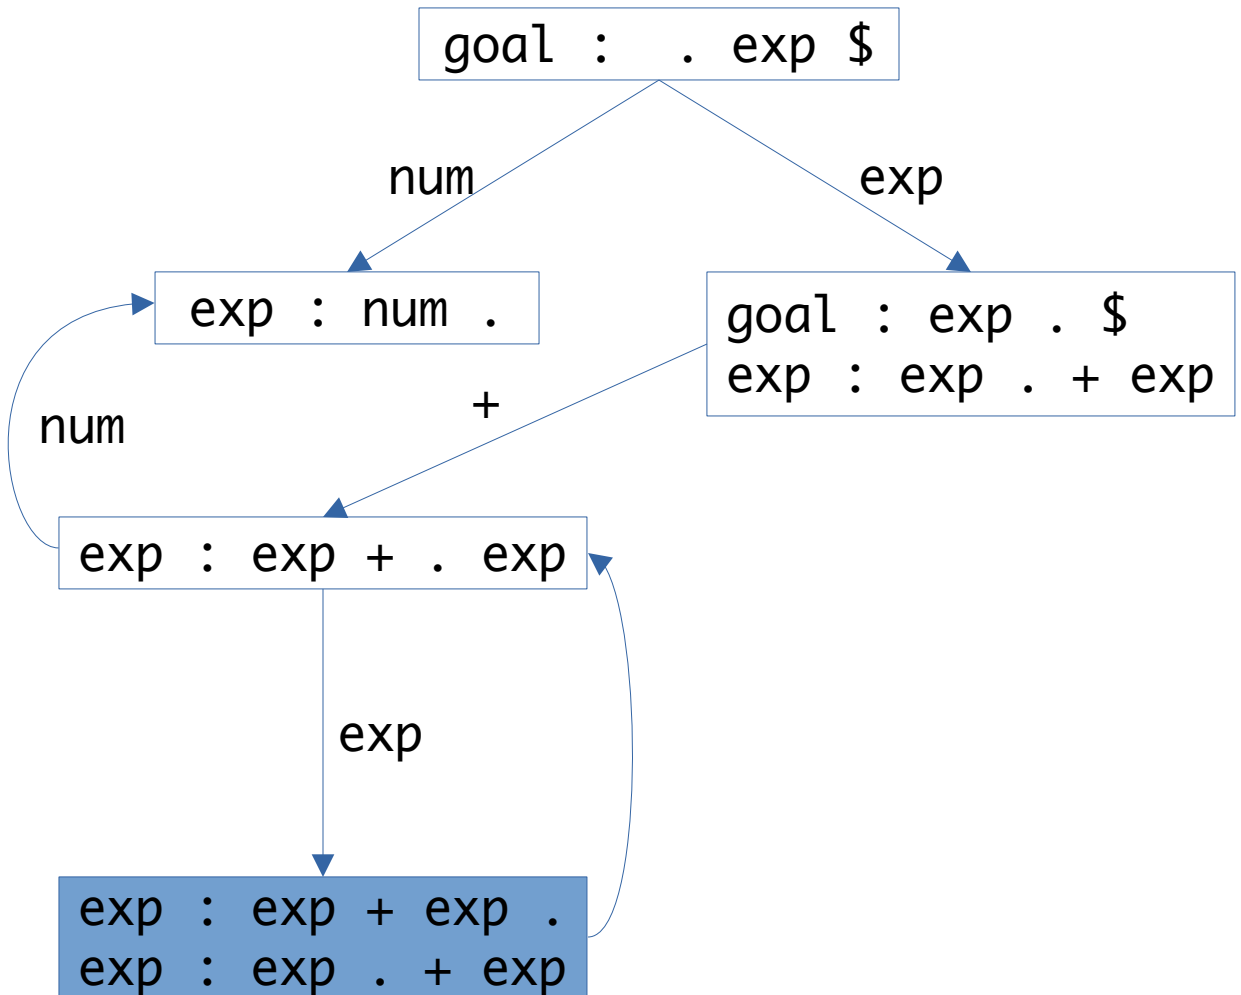 goal :  . exp $
num
exp
exp : num .
goal : exp . $
exp : exp . + exp
+
num
exp : exp + . exp
exp
exp : exp + exp .
exp : exp . + exp